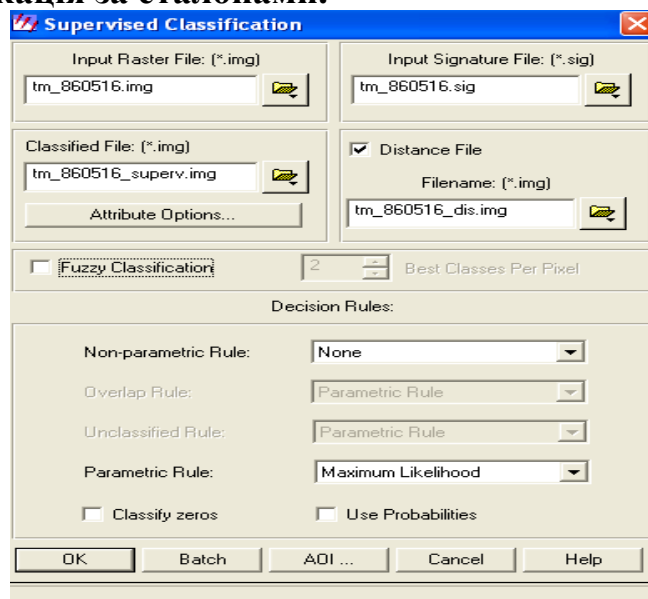 за еталонами.
Supervised Classification
Input Raster File: (*.img)
Input Signature File: (*.sig)
tm_860516.img
tm_860516.sig
Classified File: (*.img)
Distance File
tm_860516_superv.img
Filename: (*.img)
Attribute Options...
tm_860516_dis.img
Fuzzy Classification
2
Best Classes Per Pixel
Decision Rules:
Non-parametric Rule:
None
Overlap Rule:
Parametric Rule
Unclassified Rule:
Parametric Rule
Parametric Rule:
Maximum Likelihood
Classify zeros
Use Probabilities
OK
Batch
AOI ...
Cancel
Help